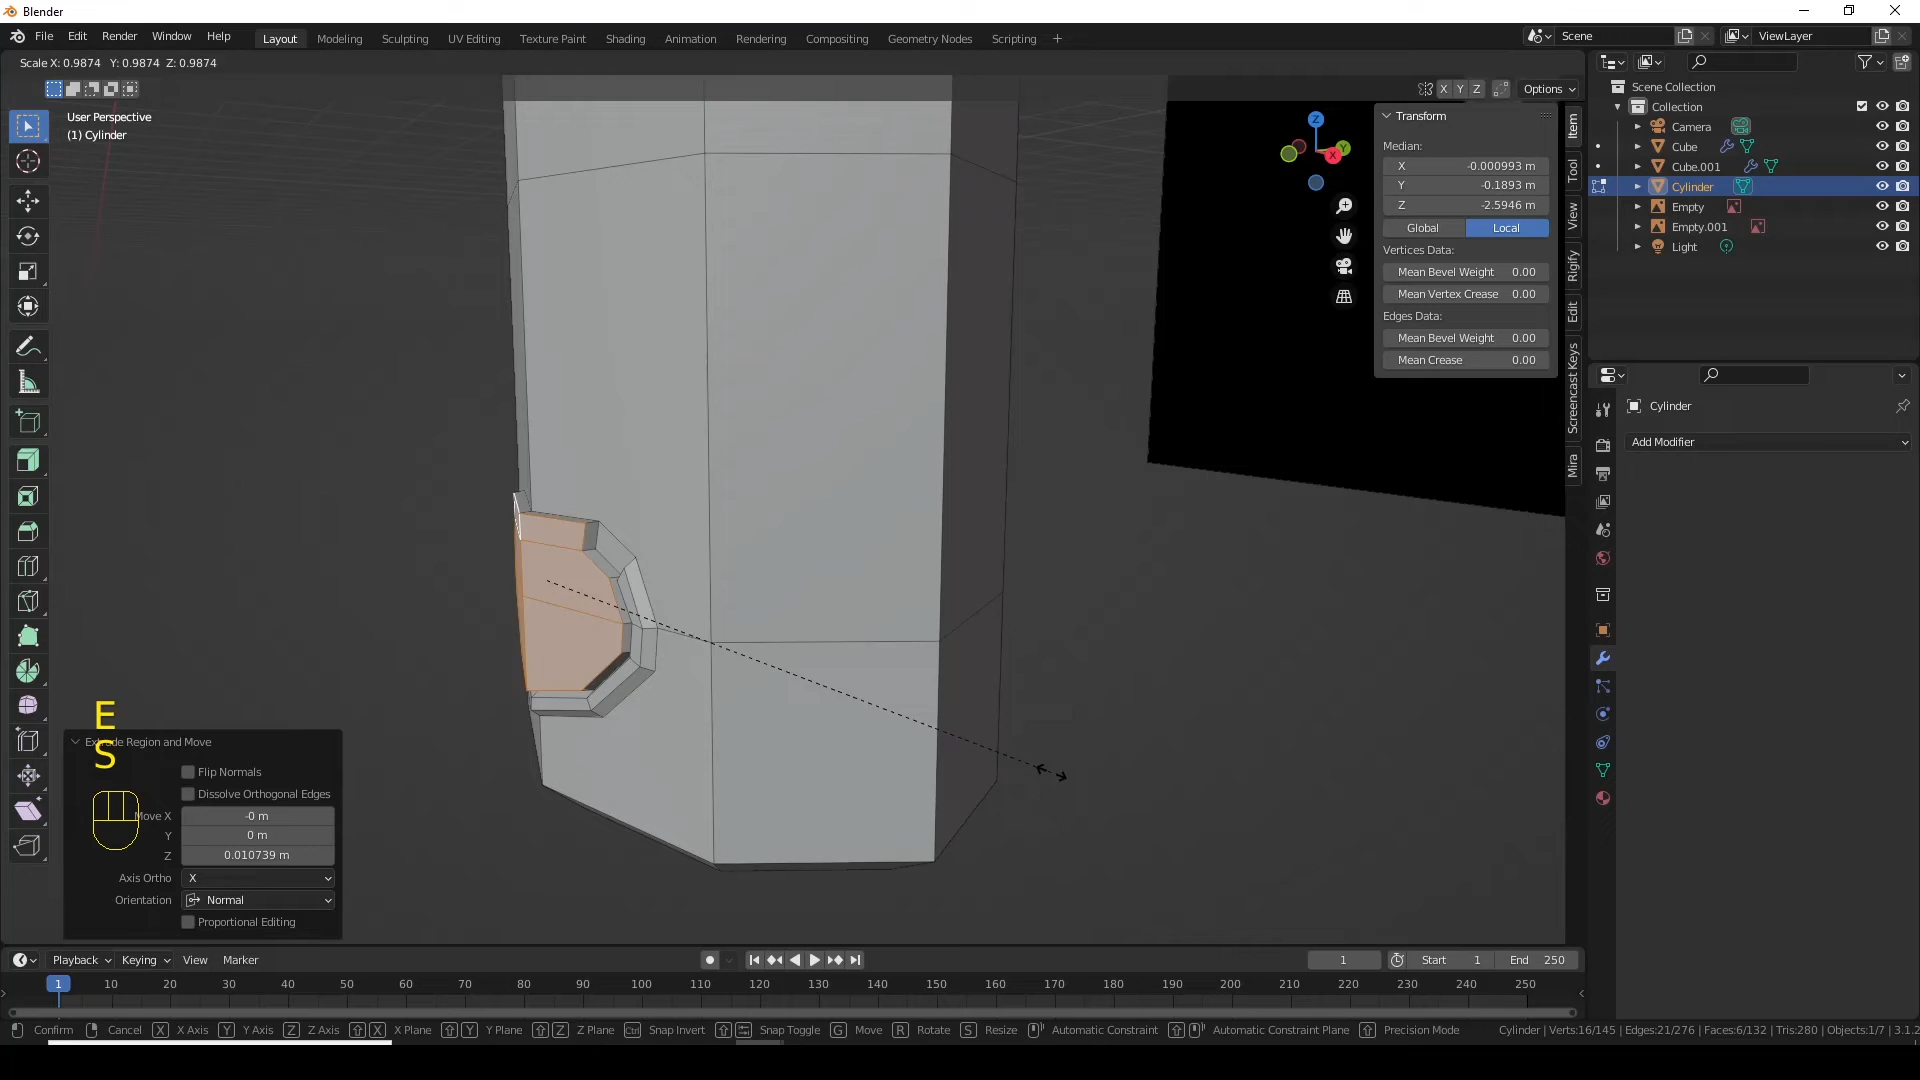 Blender
File Edit Render Window Help
Layout Modeling Sculpting UV Editing Texture Paint Shading Animation Rendering Compositing Geometry Nodes Scripting +
Scene
ViewLayer
Scale X: 0.9874 Y: 0.9874 Z: 0.9874
X Y Z Options
User Perspective
(1) Cylinder
Z
Y
X
Transform
Median:
X -0.000993 m
Y -0.1893 m
Z -2.5946 m
Global Local
Vertices Data:
Mean Bevel Weight 0.00
Mean Vertex Crease 0.00
Edges Data:
Mean Bevel Weight 0.00
Mean Crease 0.00
Item
Tool
View
Rigify
Edit
Screencast Keys
Mira
Scene Collection
Collection
Camera
Cube
Cube.001
Cylinder
Empty
Empty.001
Light
Cylinder
Add Modifier
E
S
Extrude Region and Move
Flip Normals
Dissolve Orthogonal Edges
Move X -0 m
Y 0 m
Z 0.010739 m
Axis Ortho X
Orientation Normal
Proportional Editing
Playback Keying View Marker
1 Start 1 End 250
1 10 20 30 40 50 60 70 80 90 100 110 120 130 140 150 160 170 180 190 200 210 220 230 240 250
Confirm Cancel X X Axis Y Y Axis Z Z Axis X X Plane Y Y Plane Z Z Plane Ctrl Snap Invert Snap Toggle G Move R Rotate S Resize Automatic Constraint Automatic Constraint Plane Precision Mode
Cylinder | Verts:16/145 | Edges:21/276 | Faces:6/132 | Tris:280 | Objects:1/7 | 3.1.2